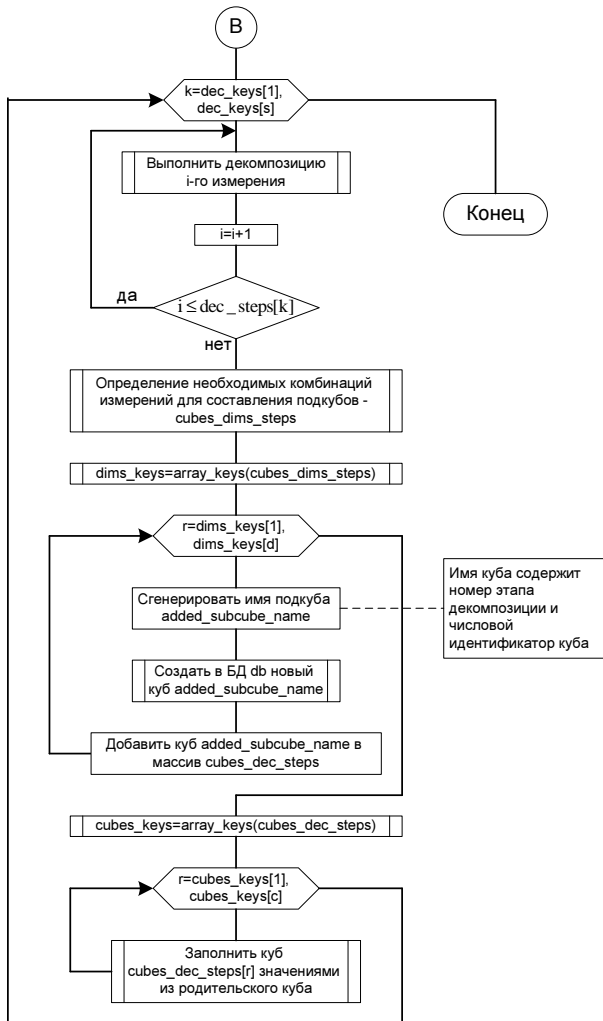 В
k=dec_keys[1],
dec_keys[s]
Выполнить декомпозицию
i-го измерения
Конец
i=i+1
да
i ≤ dec _ steps[k]
нет
Определение необходимых комбинаций
измерений для составления подкубов -
cubes_dims_steps
dims_keys=array_keys(cubes_dims_steps)
r=dims_keys[1],
dims_keys[d]
Сгенерировать имя подкуба
added_subcube_name
Имя куба содержит
номер этапа
декомпозиции и
числовой
идентификатор куба
Создать в БД db новый
куб added_subcube_name
Добавить куб added_subcube_name в
массив cubes_dec_steps
cubes_keys=array_keys(cubes_dec_steps)
r=cubes_keys[1],
cubes_keys[c]
Заполнить куб
cubes_dec_steps[r] значениями
из родительского куба